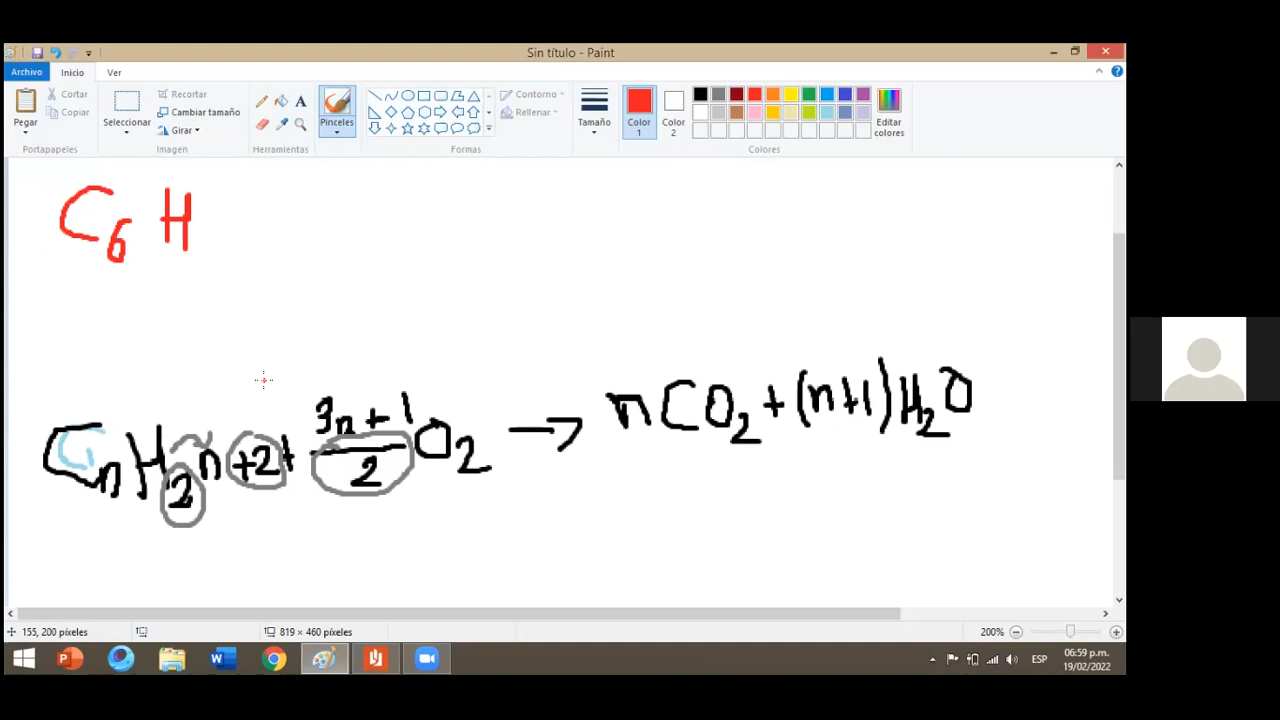 Sin título - Paint
Archivo Inicio Ver
Pegar
Cortar
Copiar
Portapapeles
Seleccionar
Recortar
Cambiar tamaño
Girar
Imagen
A
Herramientas
Pinceles
Contorno
Rellenar
Formas
Tamaño
Color 1
Color 2
Editar colores
Colores
C₆ H
CₙH₂n+2 + (3n+1)/2 O₂ → nCO₂ + (n+1)H₂O
155, 200 píxeles
819 × 460 píxeles
200%
ESP
06:59 p.m.
19/02/2022